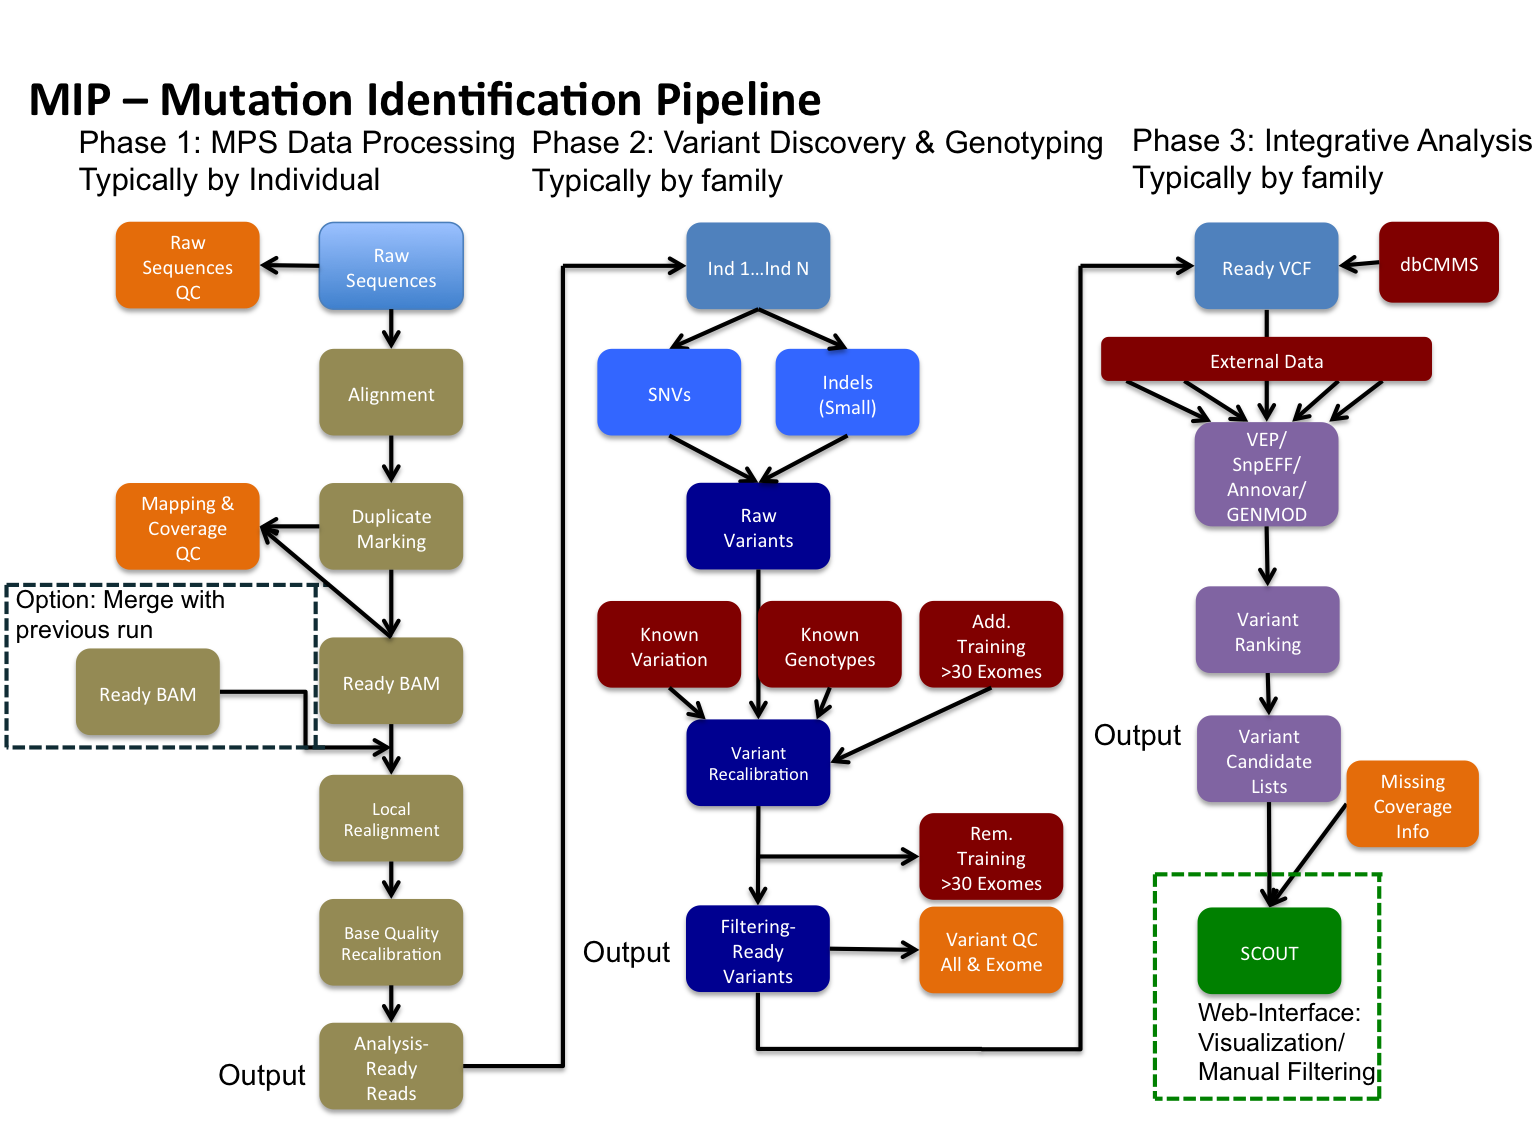 MIP – Mutation Identification Pipeline
Phase 1: MPS Data Processing
Typically by Individual
Raw
Sequences
QC
Raw
Sequences
Alignment
Mapping &
Coverage
QC
Duplicate
Marking
Option: Merge with
previous run
Ready BAM
Ready BAM
Local
Realignment
Base Quality
Recalibration
Output
Analysis-
Ready
Reads
Phase 2: Variant Discovery & Genotyping
Typically by family
Ind 1...Ind N
SNVs
Indels
(Small)
Raw
Variants
Known
Variation
Known
Genotypes
Add.
Training
>30 Exomes
Variant
Recalibration
Rem.
Training
>30 Exomes
Output
Filtering-
Ready
Variants
Variant QC
All & Exome
Phase 3: Integrative Analysis
Typically by family
Ready VCF
dbCMMS
External Data
VEP/
SnpEFF/
Annovar/
GENMOD
Variant
Ranking
Output
Variant
Candidate
Lists
Missing
Coverage
Info
SCOUT
Web-Interface:
Visualization/
Manual Filtering